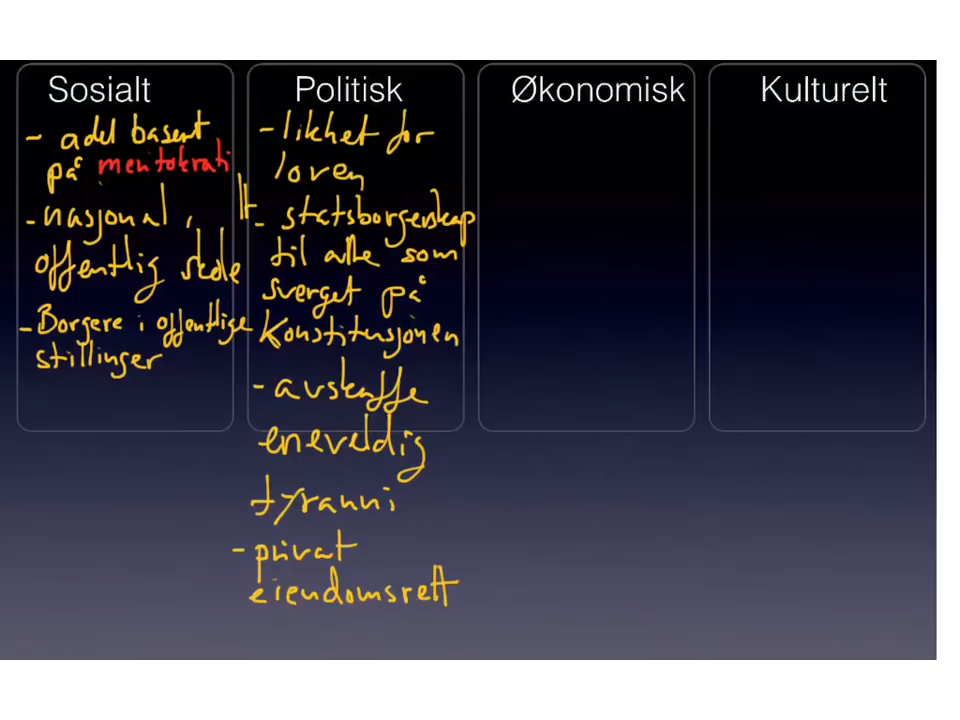 Sosialt
- adel basert
på meritokrati
- nasjonal,
offentlig skole
- Borgere i offentlige
stillinger
Politisk
- likhet for
loven
- statsborgerskap
til alle som
sverget på
Konstitusjonen
- avskaffe
eneveldig
tyranni
- privat
eiendomsrett
Økonomisk
Kulturelt